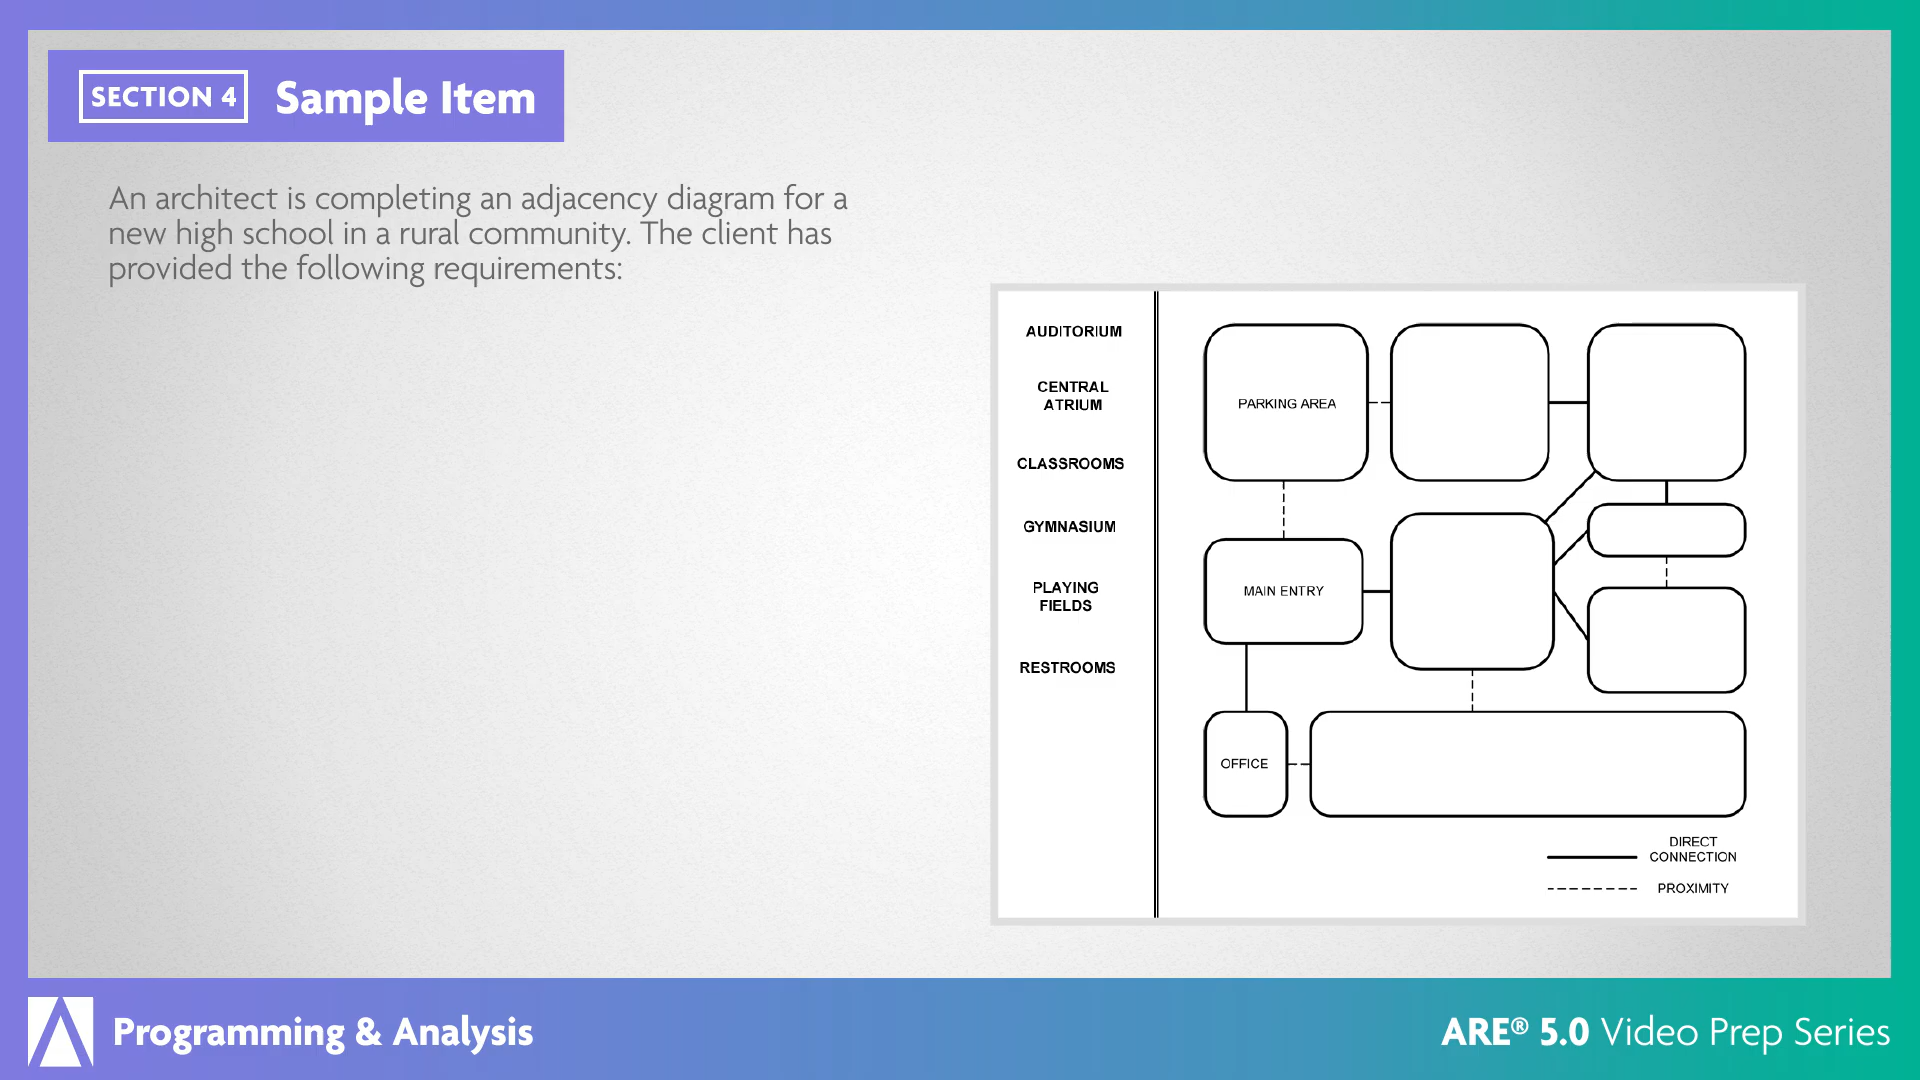 SECTION 4 Sample Item
An architect is completing an adjacency diagram for a
new high school in a rural community. The client has
provided the following requirements:
AUDITORIUM
CENTRAL
ATRIUM
CLASSROOMS
GYMNASIUM
PLAYING
FIELDS
RESTROOMS
PARKING AREA
MAIN ENTRY
OFFICE
DIRECT
CONNECTION
PROXIMITY
Programming & Analysis
ARE® 5.0 Video Prep Series